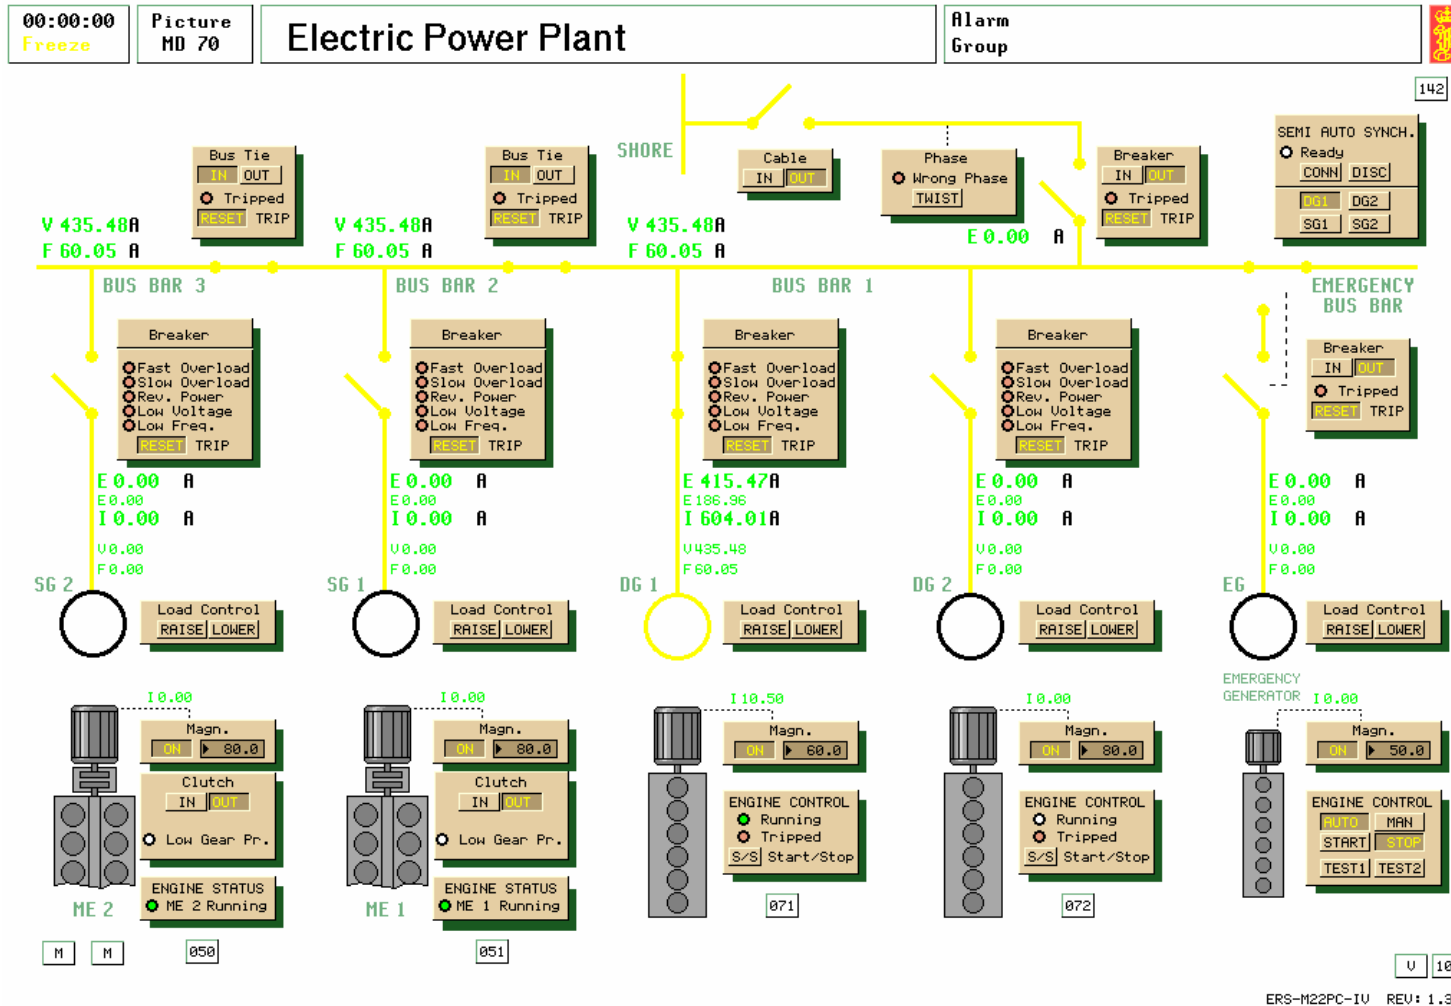 00:00:00
Freeze
Picture
MD 70
Electric Power Plant
Alarm
Group
142
SHORE
Bus Tie
IN OUT
Tripped
RESET TRIP
Bus Tie
IN OUT
Tripped
RESET TRIP
Cable
IN OUT
Phase
Wrong Phase
TWIST
Breaker
IN OUT
Tripped
RESET TRIP
SEMI AUTO SYNCH.
Ready
CONN DISC
DG1 DG2
SG1 SG2
V 435.48A
F 60.05 A
V 435.48A
F 60.05 A
V 435.48A
F 60.05 A
E 0.00 A
BUS BAR 3
BUS BAR 2
BUS BAR 1
EMERGENCY
BUS BAR
Breaker
Fast Overload
Slow Overload
Rev. Power
Low Voltage
Low Freq.
RESET TRIP
Breaker
Fast Overload
Slow Overload
Rev. Power
Low Voltage
Low Freq.
RESET TRIP
Breaker
Fast Overload
Slow Overload
Rev. Power
Low Voltage
Low Freq.
RESET TRIP
Breaker
Fast Overload
Slow Overload
Rev. Power
Low Voltage
Low Freq.
RESET TRIP
Breaker
IN OUT
Tripped
RESET TRIP
E 0.00 A
E 0.00
I 0.00 A
V 0.00
F 0.00
E 0.00 A
E 0.00
I 0.00 A
V 0.00
F 0.00
E 415.47A
E 186.96
I 604.01A
V 435.48
F 60.05
E 0.00 A
E 0.00
I 0.00 A
V 0.00
F 0.00
E 0.00 A
E 0.00
I 0.00 A
V 0.00
F 0.00
SG 2
Load Control
RAISE LOWER
SG 1
Load Control
RAISE LOWER
DG 1
Load Control
RAISE LOWER
DG 2
Load Control
RAISE LOWER
EG
Load Control
RAISE LOWER
EMERGENCY
GENERATOR
I 0.00
Magn.
ON 80.0
Clutch
IN OUT
Low Gear Pr.
ENGINE STATUS
ME 2 Running
ME 2
I 0.00
Magn.
ON 80.0
Clutch
IN OUT
Low Gear Pr.
ENGINE STATUS
ME 1 Running
ME 1
I 10.50
Magn.
ON 60.0
ENGINE CONTROL
Running
Tripped
S/S Start/Stop
071
I 0.00
Magn.
ON 80.0
ENGINE CONTROL
Running
Tripped
S/S Start/Stop
072
I 0.00
Magn.
ON 50.0
ENGINE CONTROL
AUTO MAN
START STOP
TEST1 TEST2
M M 050
051
V
ERS-M22PC-IV REV: 1.3